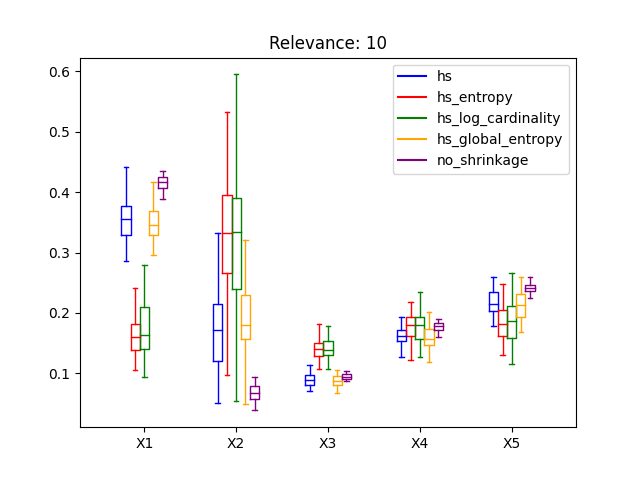 Relevance: 10
0.6
0.5
0.4
0.3
0.2
0.1
hs
hs_entropy
hs_log_cardinality
hs_global_entropy
no_shrinkage
X1 X2 X3 X4 X5